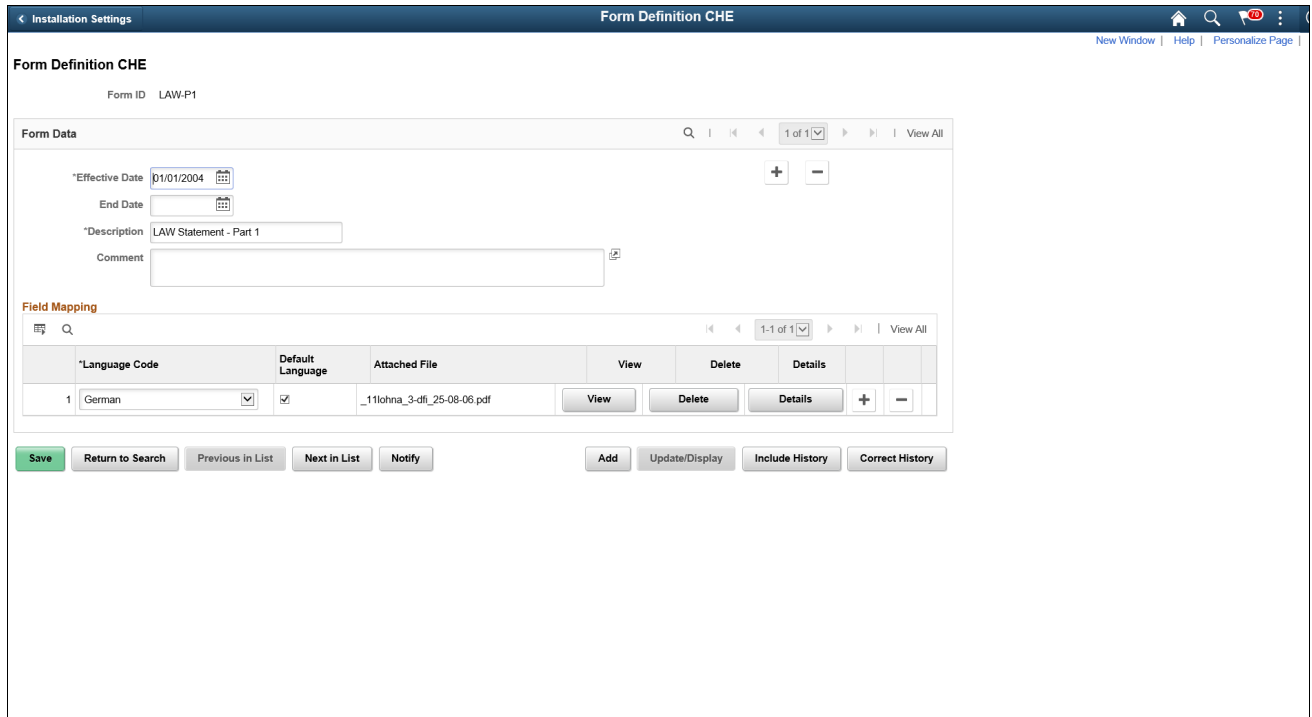 Installation Settings
Form Definition CHE
70
New Window | Help | Personalize Page |
Form Definition CHE
Form ID LAW-P1
Form Data
1 of 1
View All
*Effective Date 01/01/2004
End Date
*Description LAW Statement - Part 1
Comment
Field Mapping
1-1 of 1
View All
*Language Code Default Language Attached File View Delete Details
1 German _11lohna_3-dfi_25-08-06.pdf View Delete Details
Save Return to Search Previous in List Next in List Notify Add Update/Display Include History Correct History